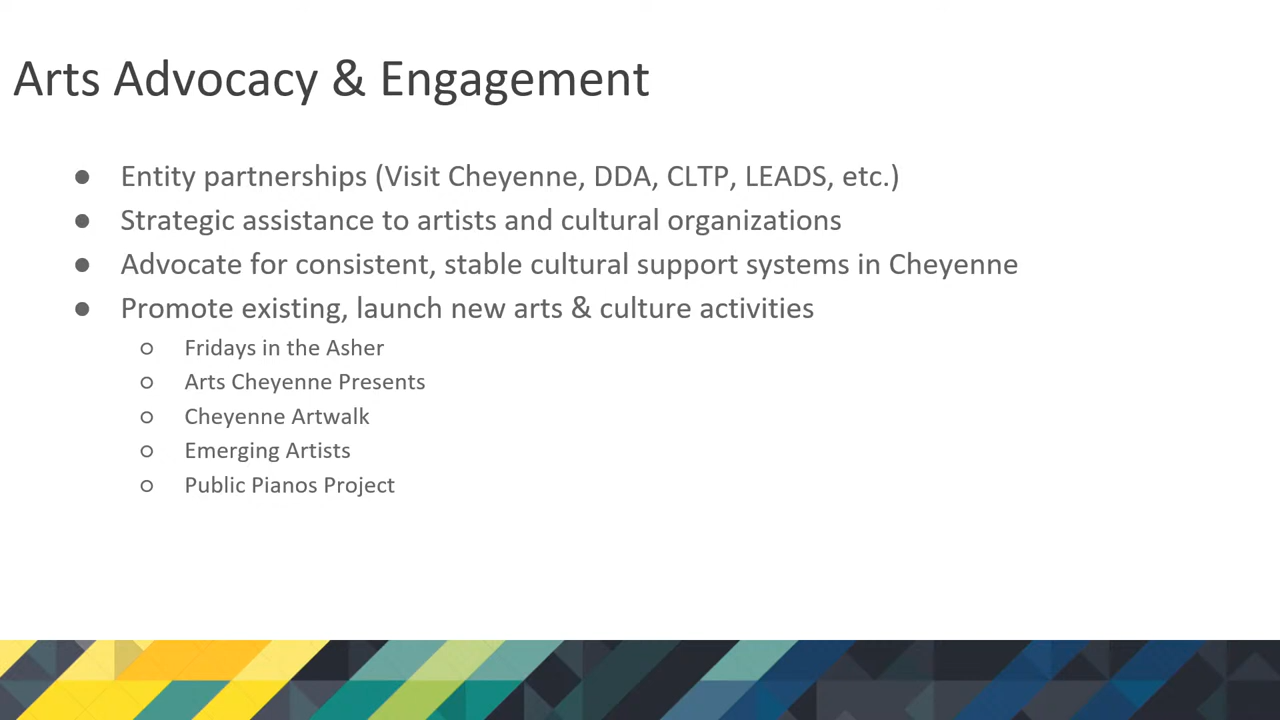 Arts Advocacy & Engagement
● Entity partnerships (Visit Cheyenne, DDA, CLTP, LEADS, etc.)
● Strategic assistance to artists and cultural organizations
● Advocate for consistent, stable cultural support systems in Cheyenne
● Promote existing, launch new arts & culture activities
○ Fridays in the Asher
○ Arts Cheyenne Presents
○ Cheyenne Artwalk
○ Emerging Artists
○ Public Pianos Project